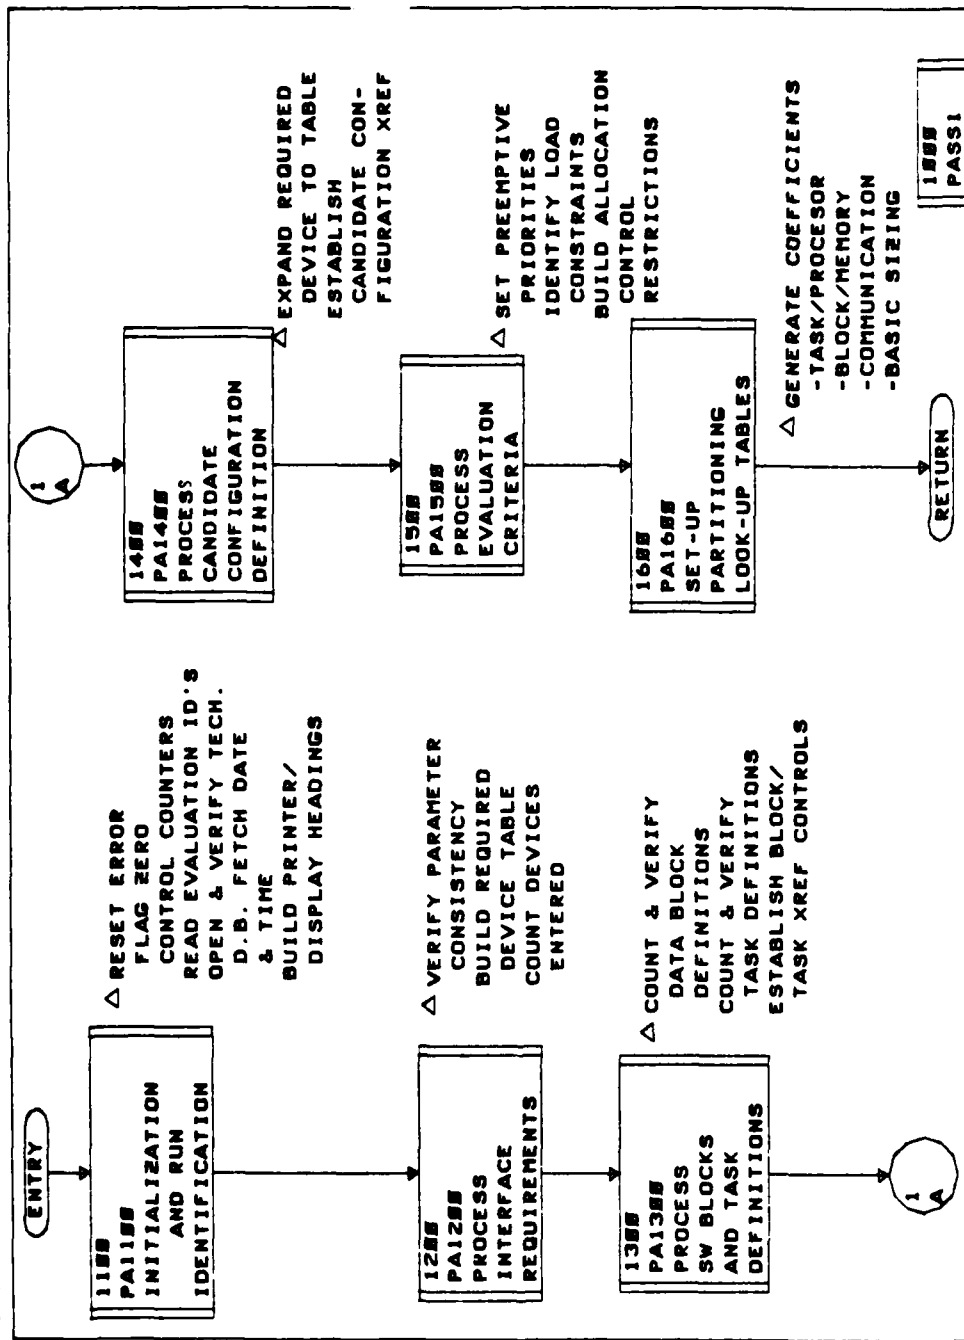 ENTRY
1100
PA1100
INITIALIZATION
AND RUN
IDENTIFICATION
△ RESET ERROR
FLAG ZERO
CONTROL COUNTERS
READ EVALUATION ID'S
OPEN & VERIFY TECH.
D.B. FETCH DATE
& TIME
BUILD PRINTER/
DISPLAY HEADINGS
1200
PA1200
PROCESS
INTERFACE
REQUIREMENTS
△ VERIFY PARAMETER
CONSISTENCY
BUILD REQUIRED
DEVICE TABLE
COUNT DEVICES
ENTERED
1300
PA1300
PROCESS
SW BLOCKS
AND TASK
DEFINITIONS
△ COUNT & VERIFY
DATA BLOCK
DEFINITIONS
COUNT & VERIFY
TASK DEFINITIONS
ESTABLISH BLOCK/
TASK XREF CONTROLS
1
A
1
A
1400
PA1400
PROCESS
CANDIDATE
CONFIGURATION
DEFINITION
△ EXPAND REQUIRED
DEVICE TO TABLE
ESTABLISH
CANDIDATE CON-
FIGURATION XREF
1500
PA1500
PROCESS
EVALUATION
CRITERIA
△ SET PREEMPTIVE
PRIORITIES
IDENTIFY LOAD
CONSTRAINTS
BUILD ALLOCATION
CONTROL
RESTRICTIONS
1600
PA1600
SET-UP
PARTITIONING
LOOK-UP TABLES
△ GENERATE COEFFICIENTS
-TASK/PROCESOR
-BLOCK/MEMORY
-COMMUNICATION
-BASIC SIZING
RETURN
1000
PASS1